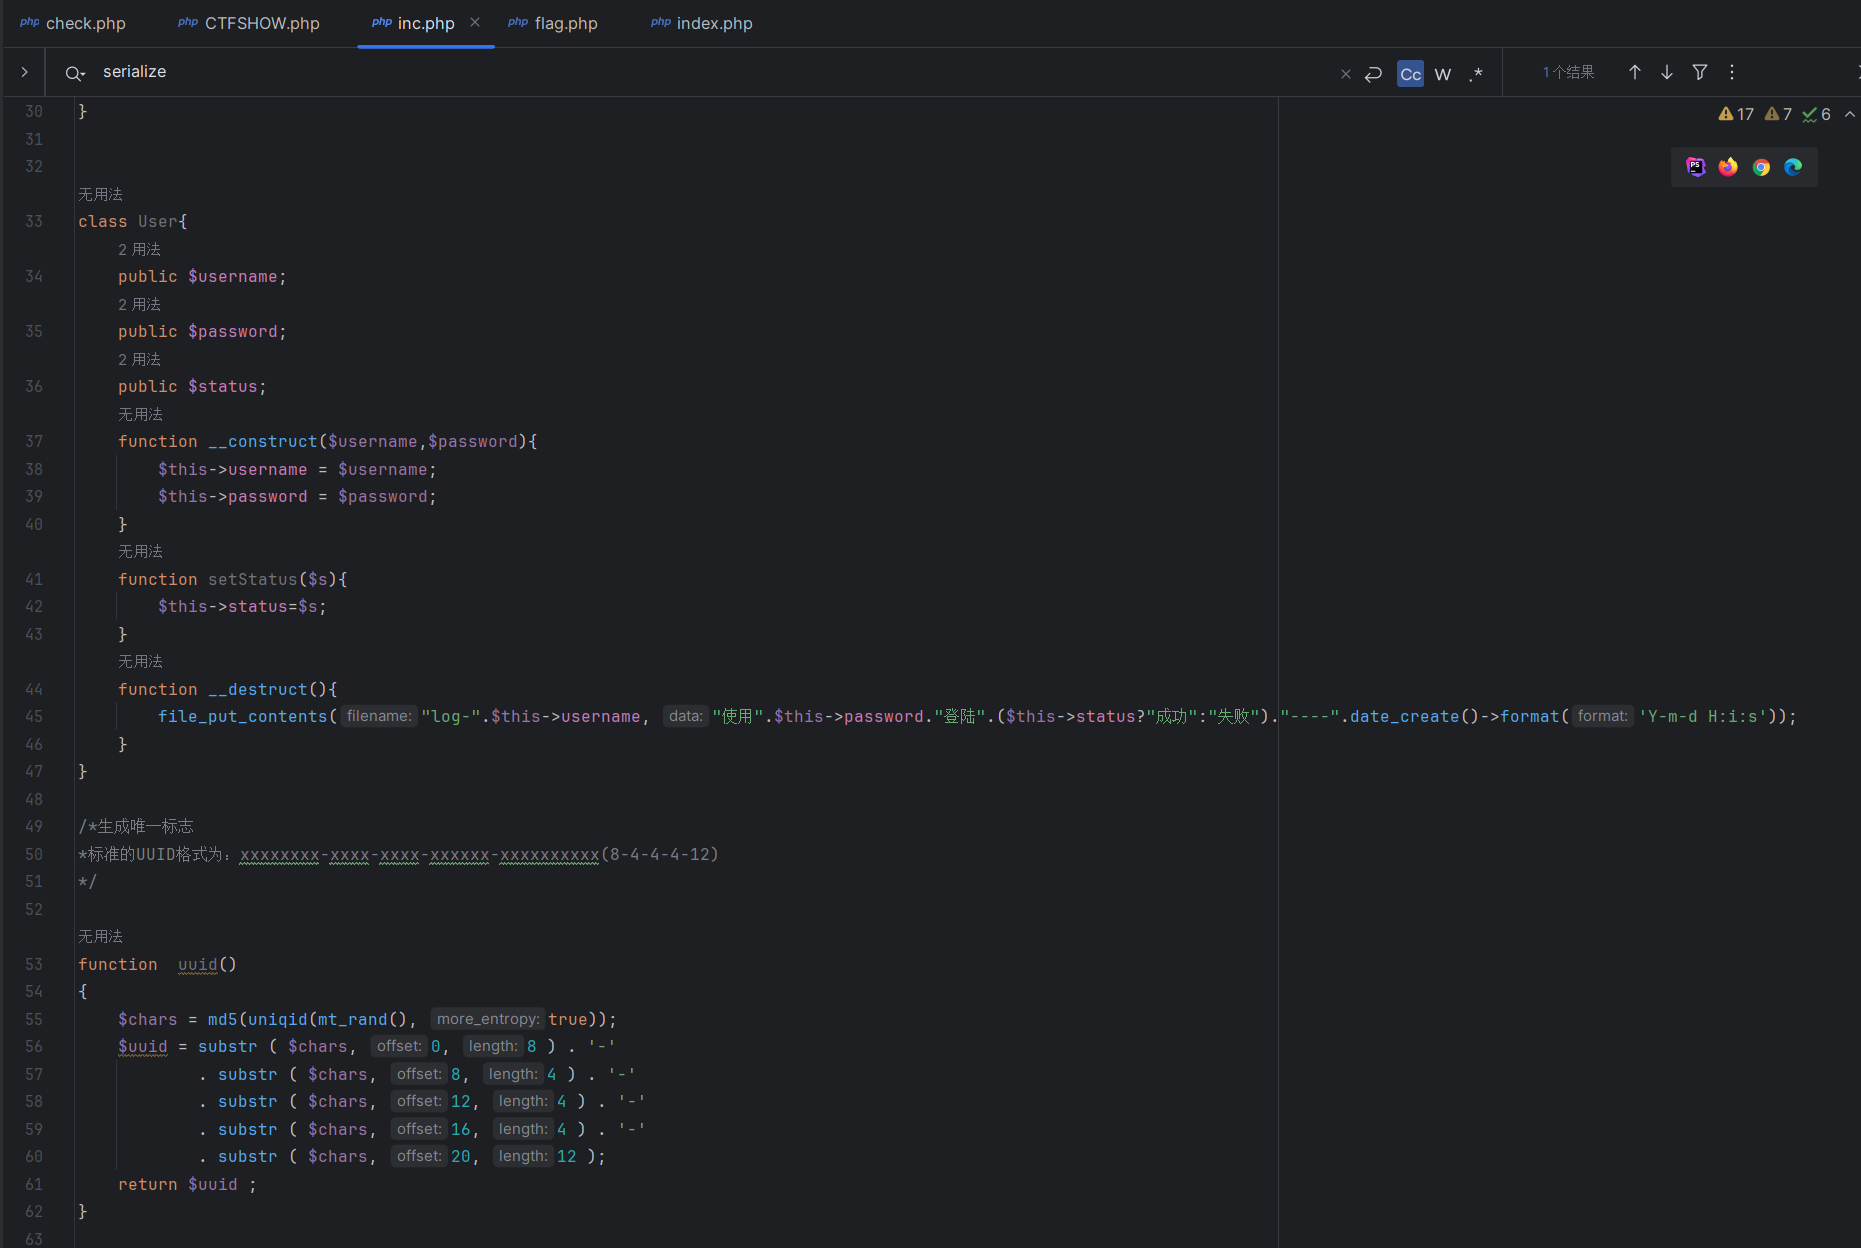 php check.php php CTFSHOW.php php inc.php php flag.php php index.php
serialize Cc W .* 1个结果
30 }
17 7 6
31
32
无用法
33 class User{
2 用法
34 public $username;
2 用法
35 public $password;
2 用法
36 public $status;
无用法
37 function __construct($username,$password){
38 $this->username = $username;
39 $this->password = $password;
40 }
无用法
41 function setStatus($s){
42 $this->status=$s;
43 }
无用法
44 function __destruct(){
45 file_put_contents( filename: "log-".$this->username, data: "使用".$this->password."登陆".($this->status?"成功":"失败")."----".date_create()->format( format: 'Y-m-d H:i:s'));
46 }
47 }
48
49 /*生成唯一标志
50 *标准的UUID格式为：xxxxxxxx-xxxx-xxxx-xxxxxx-xxxxxxxxxx(8-4-4-4-12)
51 */
52
无用法
53 function uuid()
54 {
55 $chars = md5(uniqid(mt_rand(), more_entropy: true));
56 $uuid = substr ( $chars, offset: 0, length: 8 ) . '-'
57 . substr ( $chars, offset: 8, length: 4 ) . '-'
58 . substr ( $chars, offset: 12, length: 4 ) . '-'
59 . substr ( $chars, offset: 16, length: 4 ) . '-'
60 . substr ( $chars, offset: 20, length: 12 );
61 return $uuid ;
62 }
63